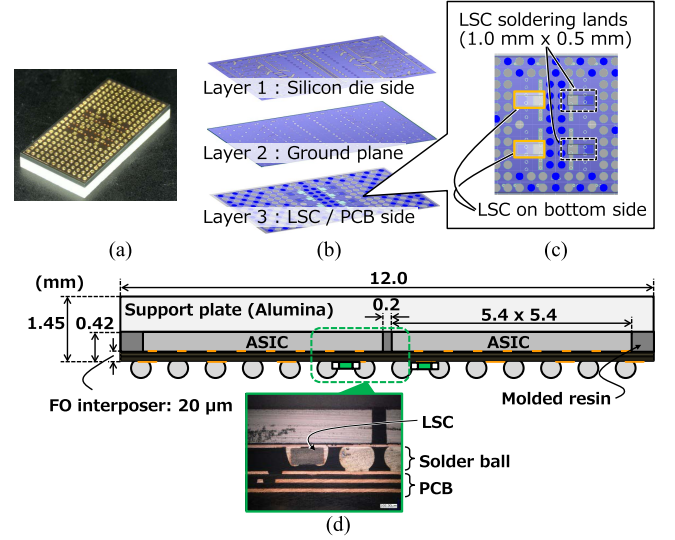 LSC soldering lands
(1.0 mm x 0.5 mm)
Layer 1 : Silicon die side
Layer 2 : Ground plane
Layer 3 : LSC / PCB side
LSC on bottom side
(a)
(b)
(c)
(mm)
12.0
Support plate (Alumina)
0.2
1.45
0.42
5.4 x 5.4
ASIC
ASIC
FO interposer: 20 μm
Molded resin
LSC
Solder ball
PCB
(d)